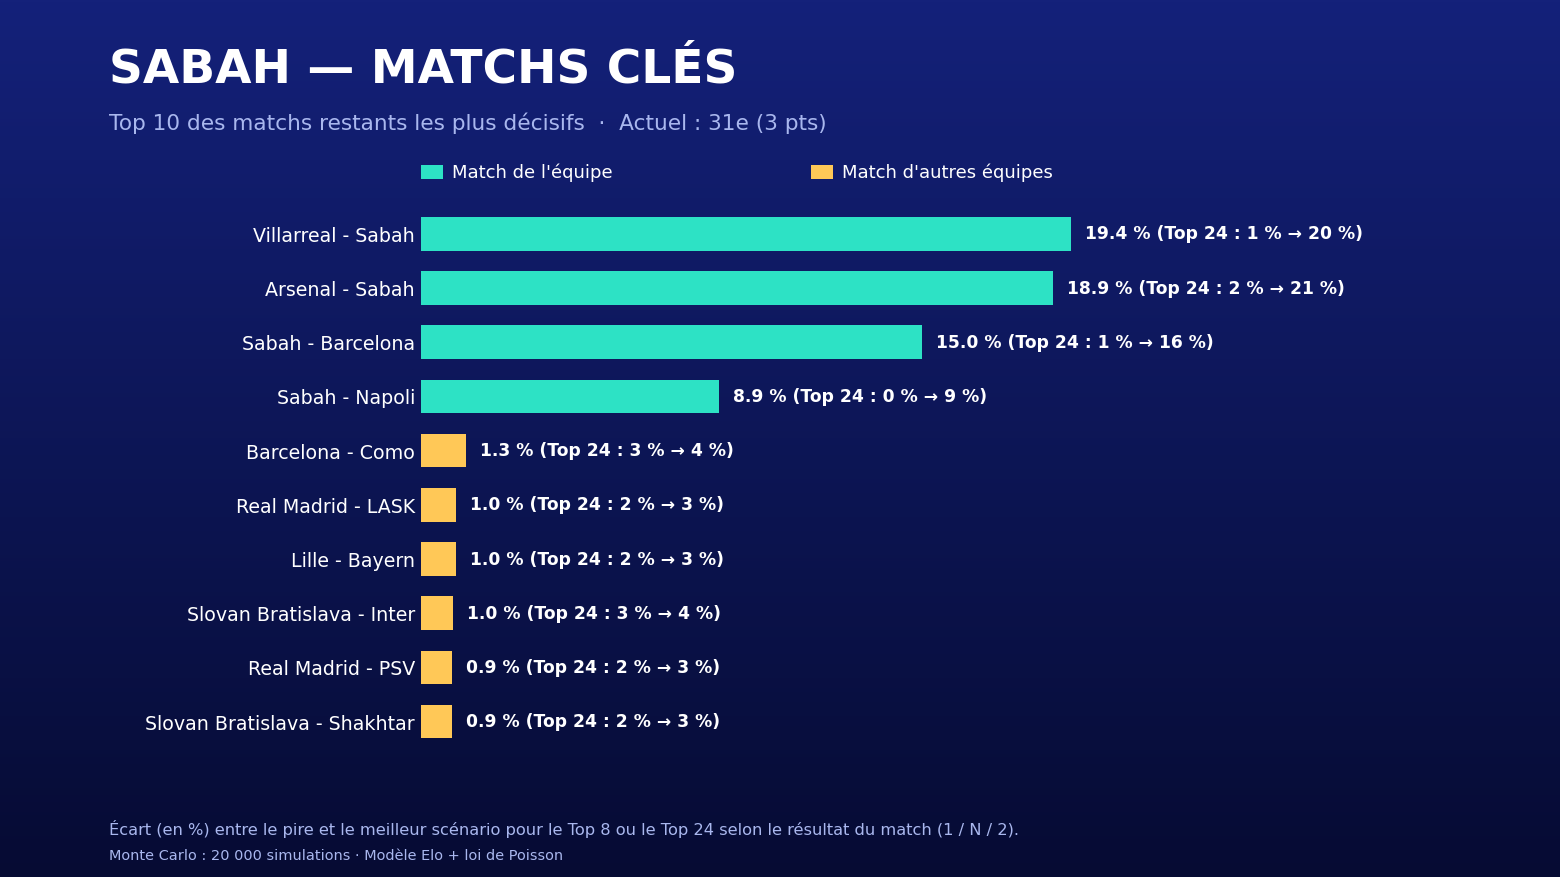 SABAH — MATCHS CLÉS
Top 10 des matchs restants les plus décisifs · Actuel : 31e (3 pts)
Match de l'équipe
Match d'autres équipes
Villarreal - Sabah 19.4 % (Top 24 : 1 % → 20 %)
Arsenal - Sabah 18.9 % (Top 24 : 2 % → 21 %)
Sabah - Barcelona 15.0 % (Top 24 : 1 % → 16 %)
Sabah - Napoli 8.9 % (Top 24 : 0 % → 9 %)
Barcelona - Como 1.3 % (Top 24 : 3 % → 4 %)
Real Madrid - LASK 1.0 % (Top 24 : 2 % → 3 %)
Lille - Bayern 1.0 % (Top 24 : 2 % → 3 %)
Slovan Bratislava - Inter 1.0 % (Top 24 : 3 % → 4 %)
Real Madrid - PSV 0.9 % (Top 24 : 2 % → 3 %)
Slovan Bratislava - Shakhtar 0.9 % (Top 24 : 2 % → 3 %)
Écart (en %) entre le pire et le meilleur scénario pour le Top 8 ou le Top 24 selon le résultat du match (1 / N / 2).
Monte Carlo : 20 000 simulations · Modèle Elo + loi de Poisson